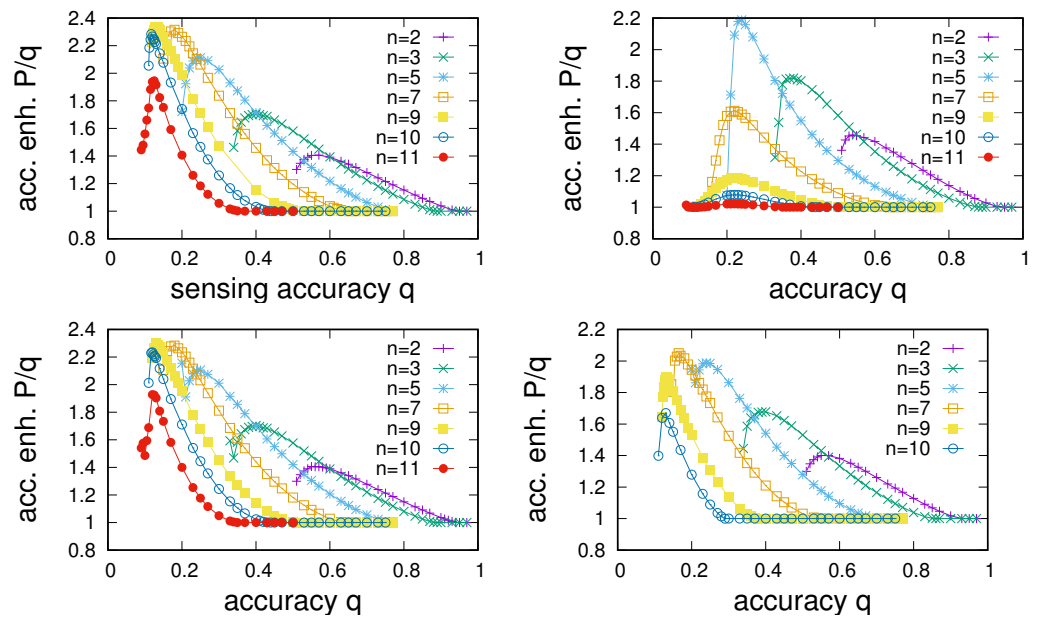 acc. enh. P/q
2.4
2.2
2
1.8
1.6
1.4
1.2
1
0.8
0
0.2
0.4
0.6
0.8
1
sensing accuracy q
n=2
n=3
n=5
n=7
n=9
n=10
n=11
acc. enh. P/q
2.2
2
1.8
1.6
1.4
1.2
1
0.8
0
0.2
0.4
0.6
0.8
1
accuracy q
n=2
n=3
n=5
n=7
n=9
n=10
n=11
acc. enh. P/q
2.4
2.2
2
1.8
1.6
1.4
1.2
1
0.8
0
0.2
0.4
0.6
0.8
1
accuracy q
n=2
n=3
n=5
n=7
n=9
n=10
n=11
acc. enh. P/q
2.2
2
1.8
1.6
1.4
1.2
1
0.8
0
0.2
0.4
0.6
0.8
1
accuracy q
n=2
n=3
n=5
n=7
n=9
n=10